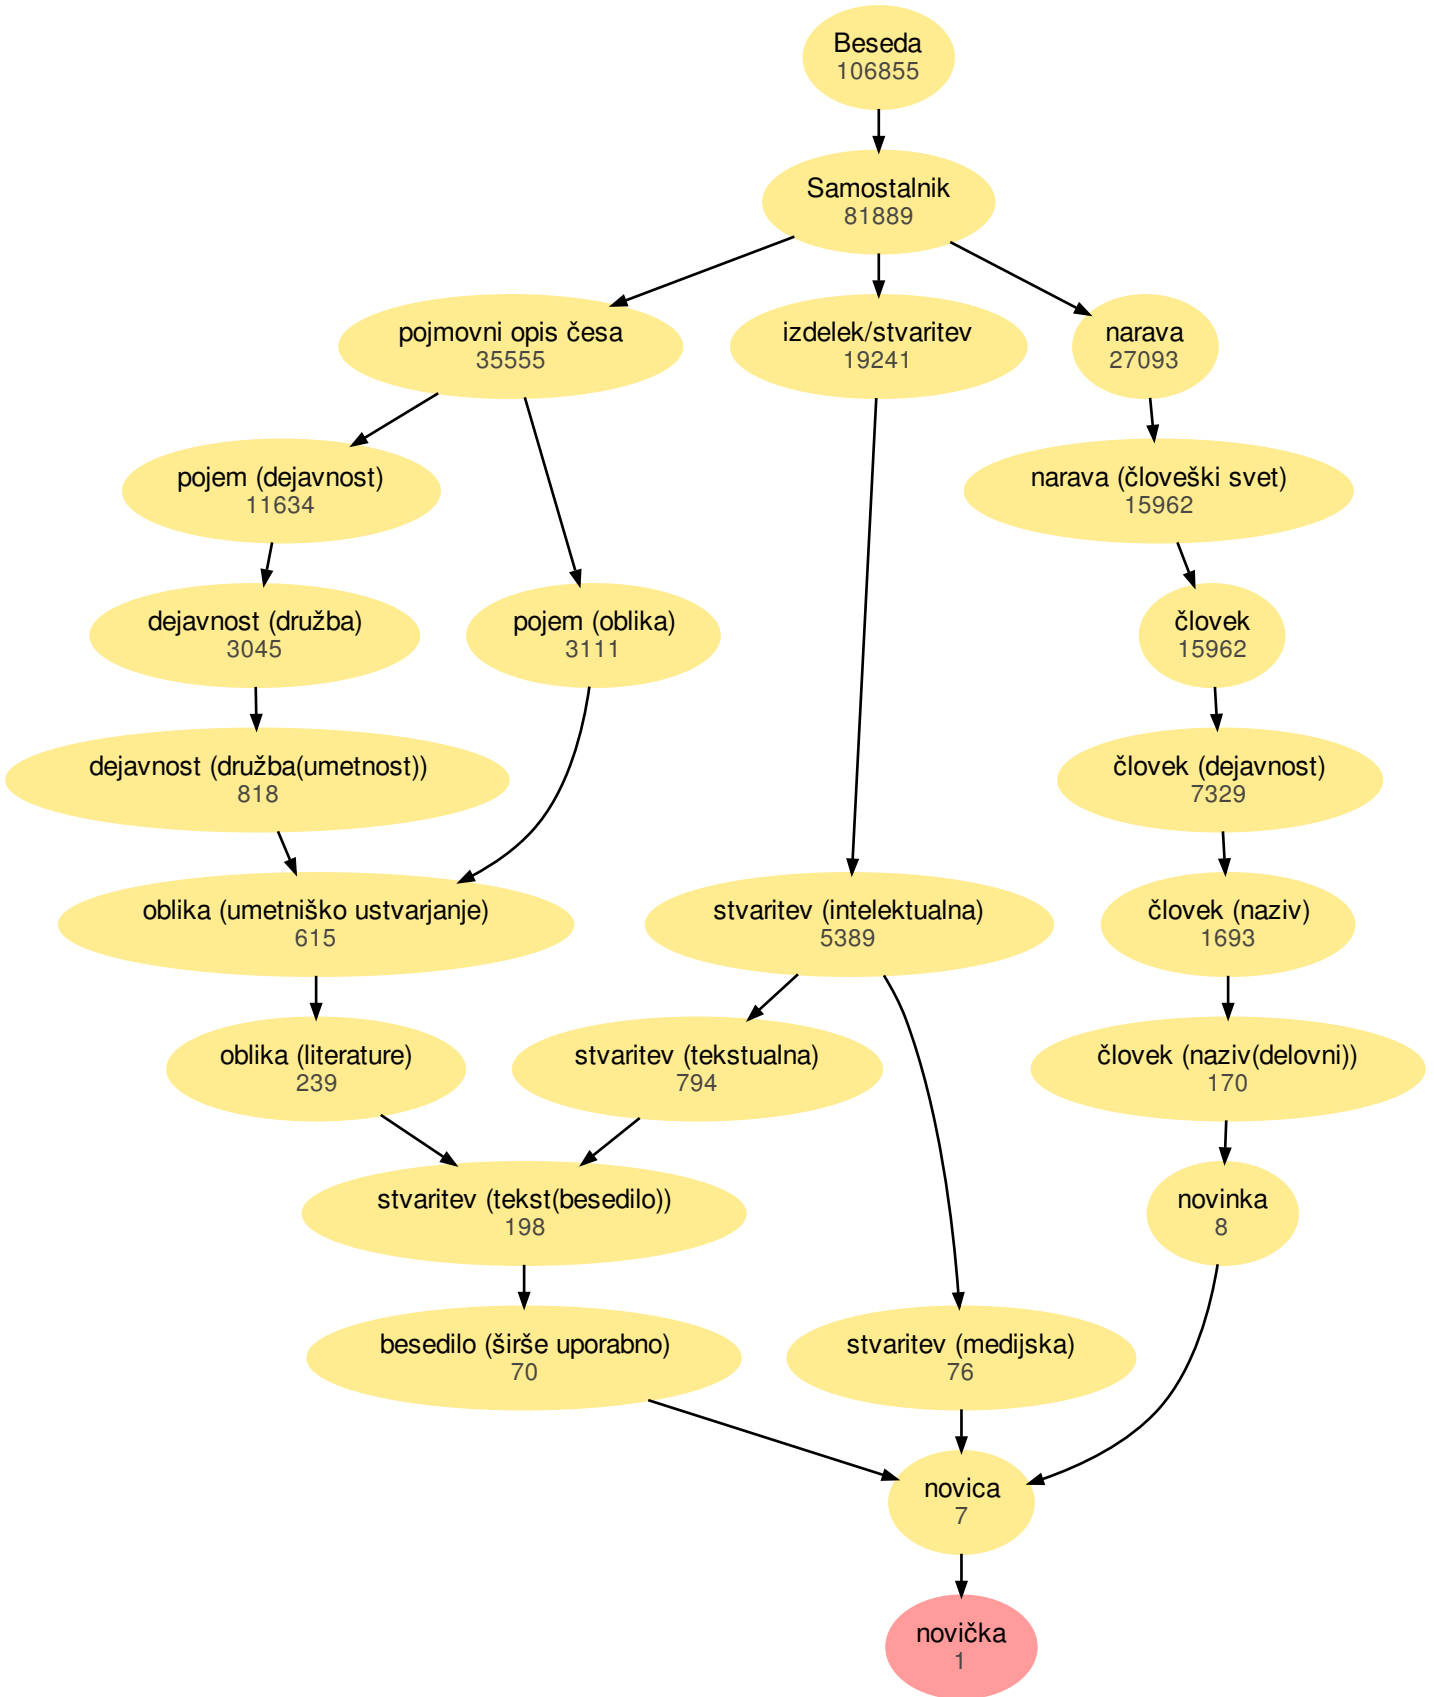 Beseda
106855
Samostalnik
81889
pojmovni opis česa
35555
izdelek/stvaritev
19241
narava
27093
pojem (dejavnost)
11634
narava (človeški svet)
15962
dejavnost (družba)
3045
pojem (oblika)
3111
človek
15962
dejavnost (družba(umetnost))
818
človek (dejavnost)
7329
oblika (umetniško ustvarjanje)
615
stvaritev (intelektualna)
5389
človek (naziv)
1693
oblika (literature)
239
stvaritev (tekstualna)
794
človek (naziv(delovni))
170
stvaritev (tekst(besedilo))
198
novinka
8
besedilo (širše uporabno)
70
stvaritev (medijska)
76
novica
7
novička
1